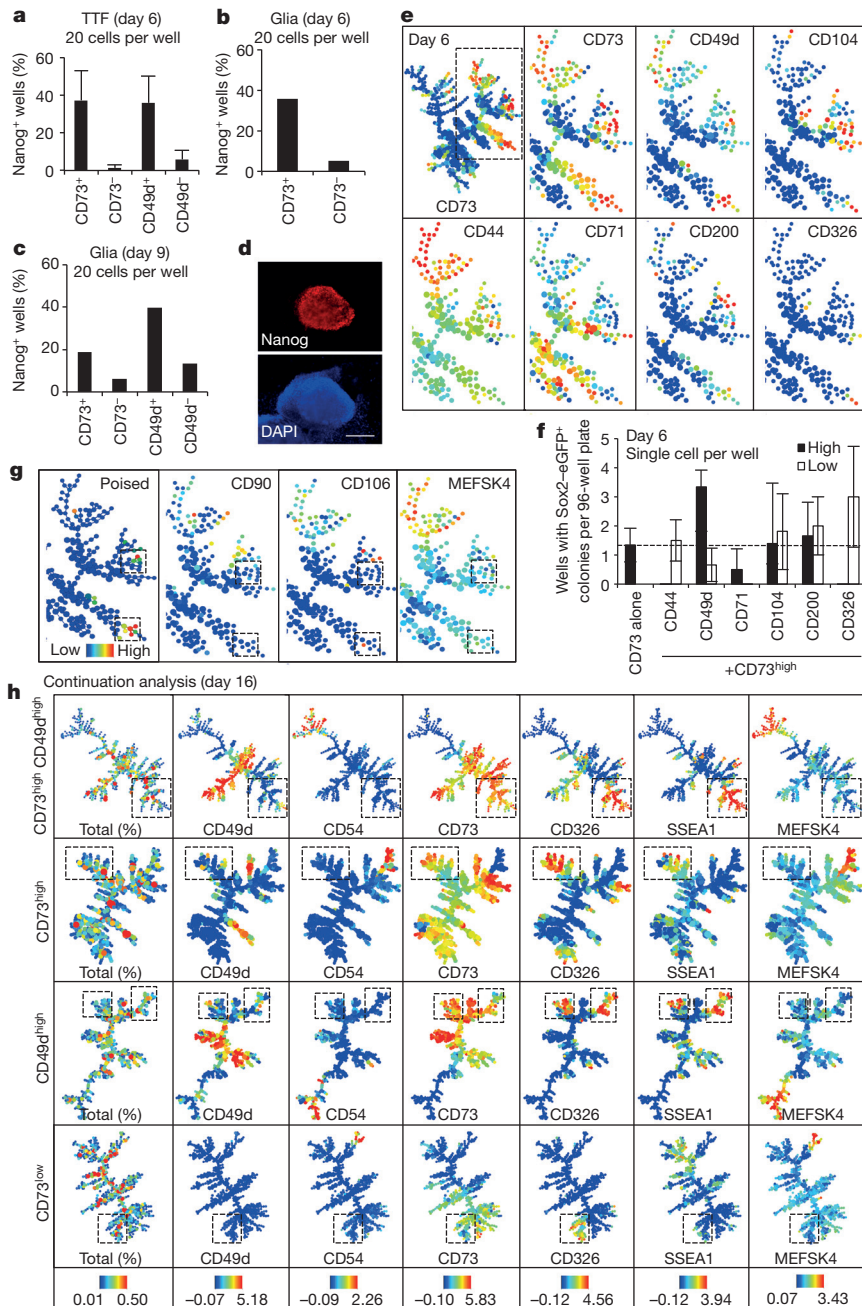 a
TTF (day 6)
20 cells per well
Nanog+ wells (%)
60
40
20
0
CD73+
CD73–
CD49d+
CD49d–
b
Glia (day 6)
20 cells per well
Nanog+ wells (%)
60
40
20
0
CD73+
CD73–
c
Glia (day 9)
20 cells per well
Nanog+ wells (%)
60
40
20
0
CD73+
CD73–
CD49d+
CD49d–
d
Nanog
DAPI
e
Day 6
CD73
CD73
CD49d
CD104
CD44
CD71
CD200
CD326
f
Day 6
Single cell per well
High
Low
Wells with Sox2–eGFP+
colonies per 96-well plate
5
4
3
2
1
0
CD73 alone
CD44
CD49d
CD71
CD104
CD200
CD326
+CD73high
g
Poised
Low
High
CD90
CD106
MEFSK4
h
Continuation analysis (day 16)
CD73high CD49dhigh
Total (%)
CD49d
CD54
CD73
CD326
SSEA1
MEFSK4
CD73high
Total (%)
CD49d
CD54
CD73
CD326
SSEA1
MEFSK4
CD49dhigh
Total (%)
CD49d
CD54
CD73
CD326
SSEA1
MEFSK4
CD73low
Total (%)
CD49d
CD54
CD73
CD326
SSEA1
MEFSK4
0.01 0.50
–0.07 5.18
–0.09 2.26
–0.10 5.83
–0.12 4.56
–0.12 3.94
0.07 3.43